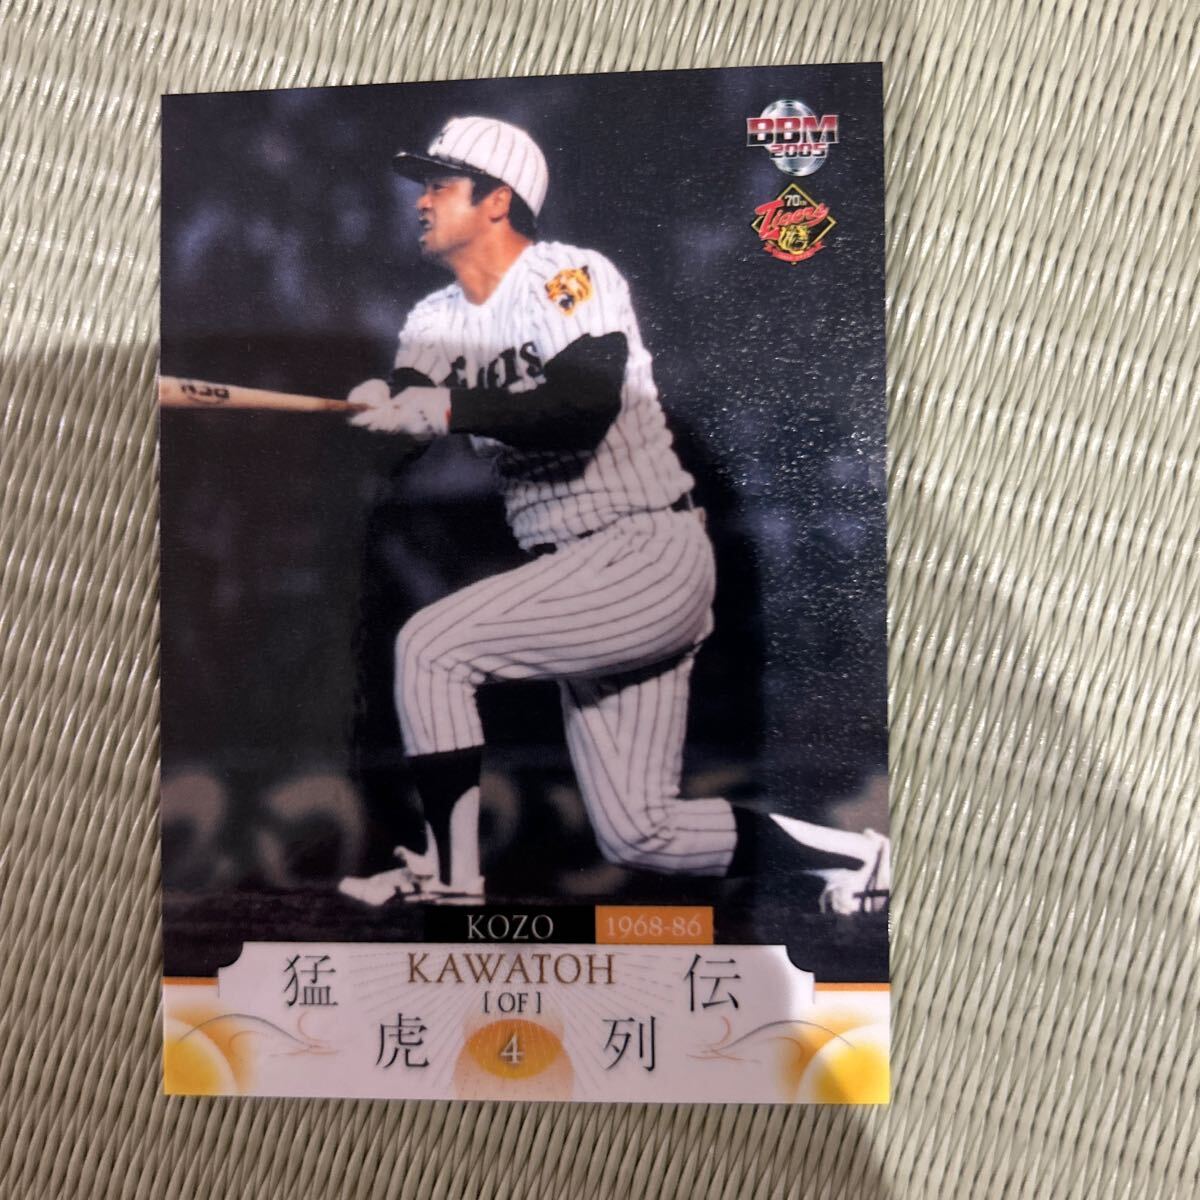 BBM
2005
70th
Tigers
KOZO
1968-86
KAWATOH
[OF]
猛虎列伝
4